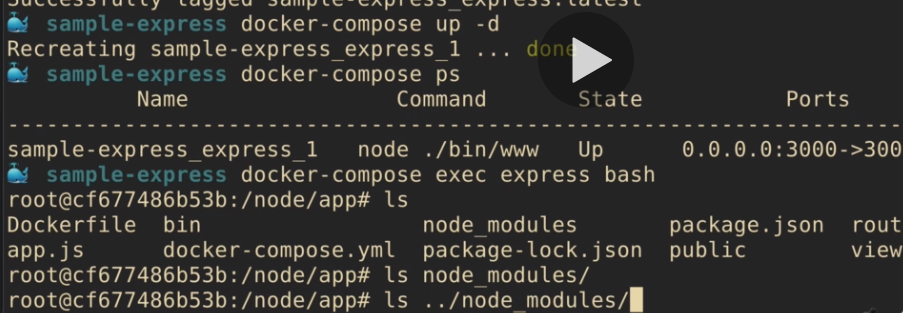 Successfully tagged sample-express_express:latest
sample-express docker-compose up -d
Recreating sample-express_express_1 ... done
sample-express docker-compose ps
Name Command State Ports
--------------------------------------------------------------------------------
sample-express_express_1 node ./bin/www Up 0.0.0.0:3000->300
sample-express docker-compose exec express bash
root@cf677486b53b:/node/app# ls
Dockerfile bin node_modules package.json rout
app.js docker-compose.yml package-lock.json public view
root@cf677486b53b:/node/app# ls node_modules/
root@cf677486b53b:/node/app# ls ../node_modules/